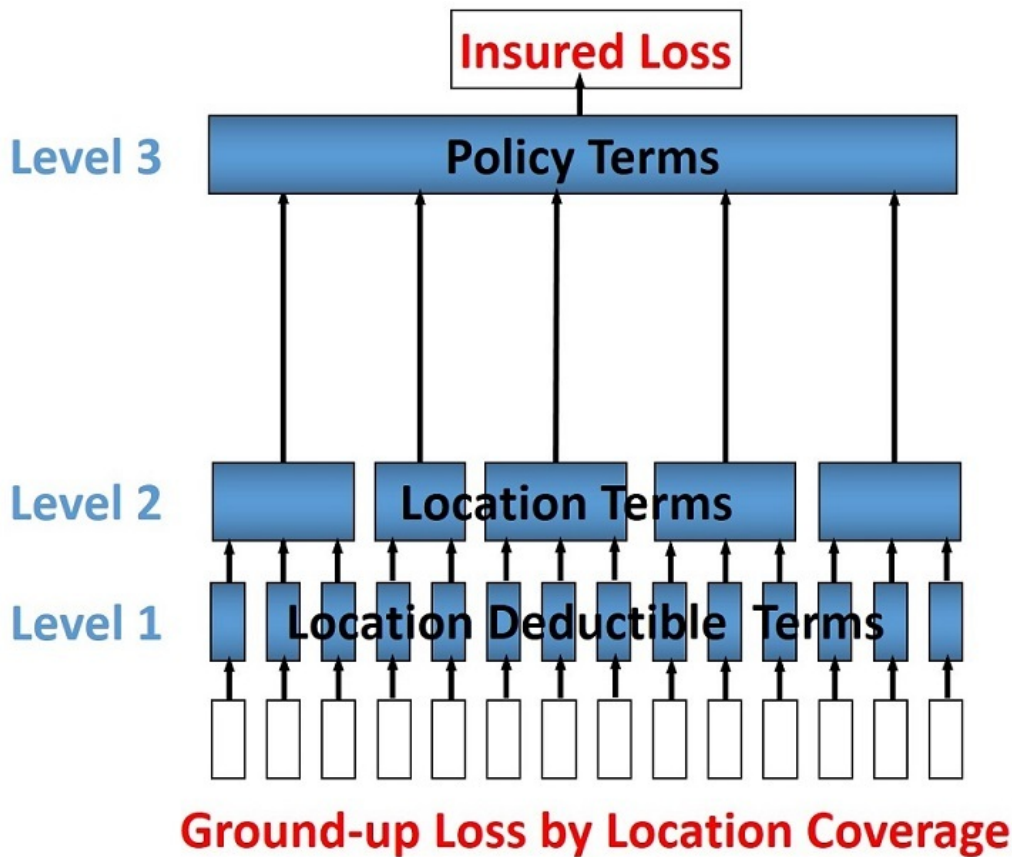 Insured Loss
Level 3
Policy Terms
Level 2
Location Terms
Level 1
Location Deductible Terms
Ground-up Loss by Location Coverage